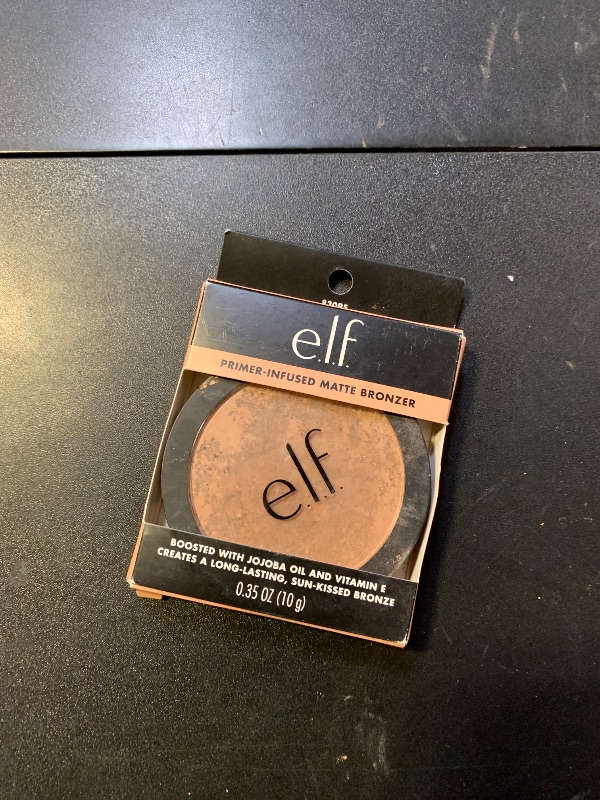 e.l.f.
PRIMER-INFUSED MATTE BRONZER
e.l.f.
BOOSTED WITH JOJOBA OIL AND VITAMIN E
CREATES A LONG-LASTING, SUN-KISSED BRONZE
0.35 OZ (10 g)